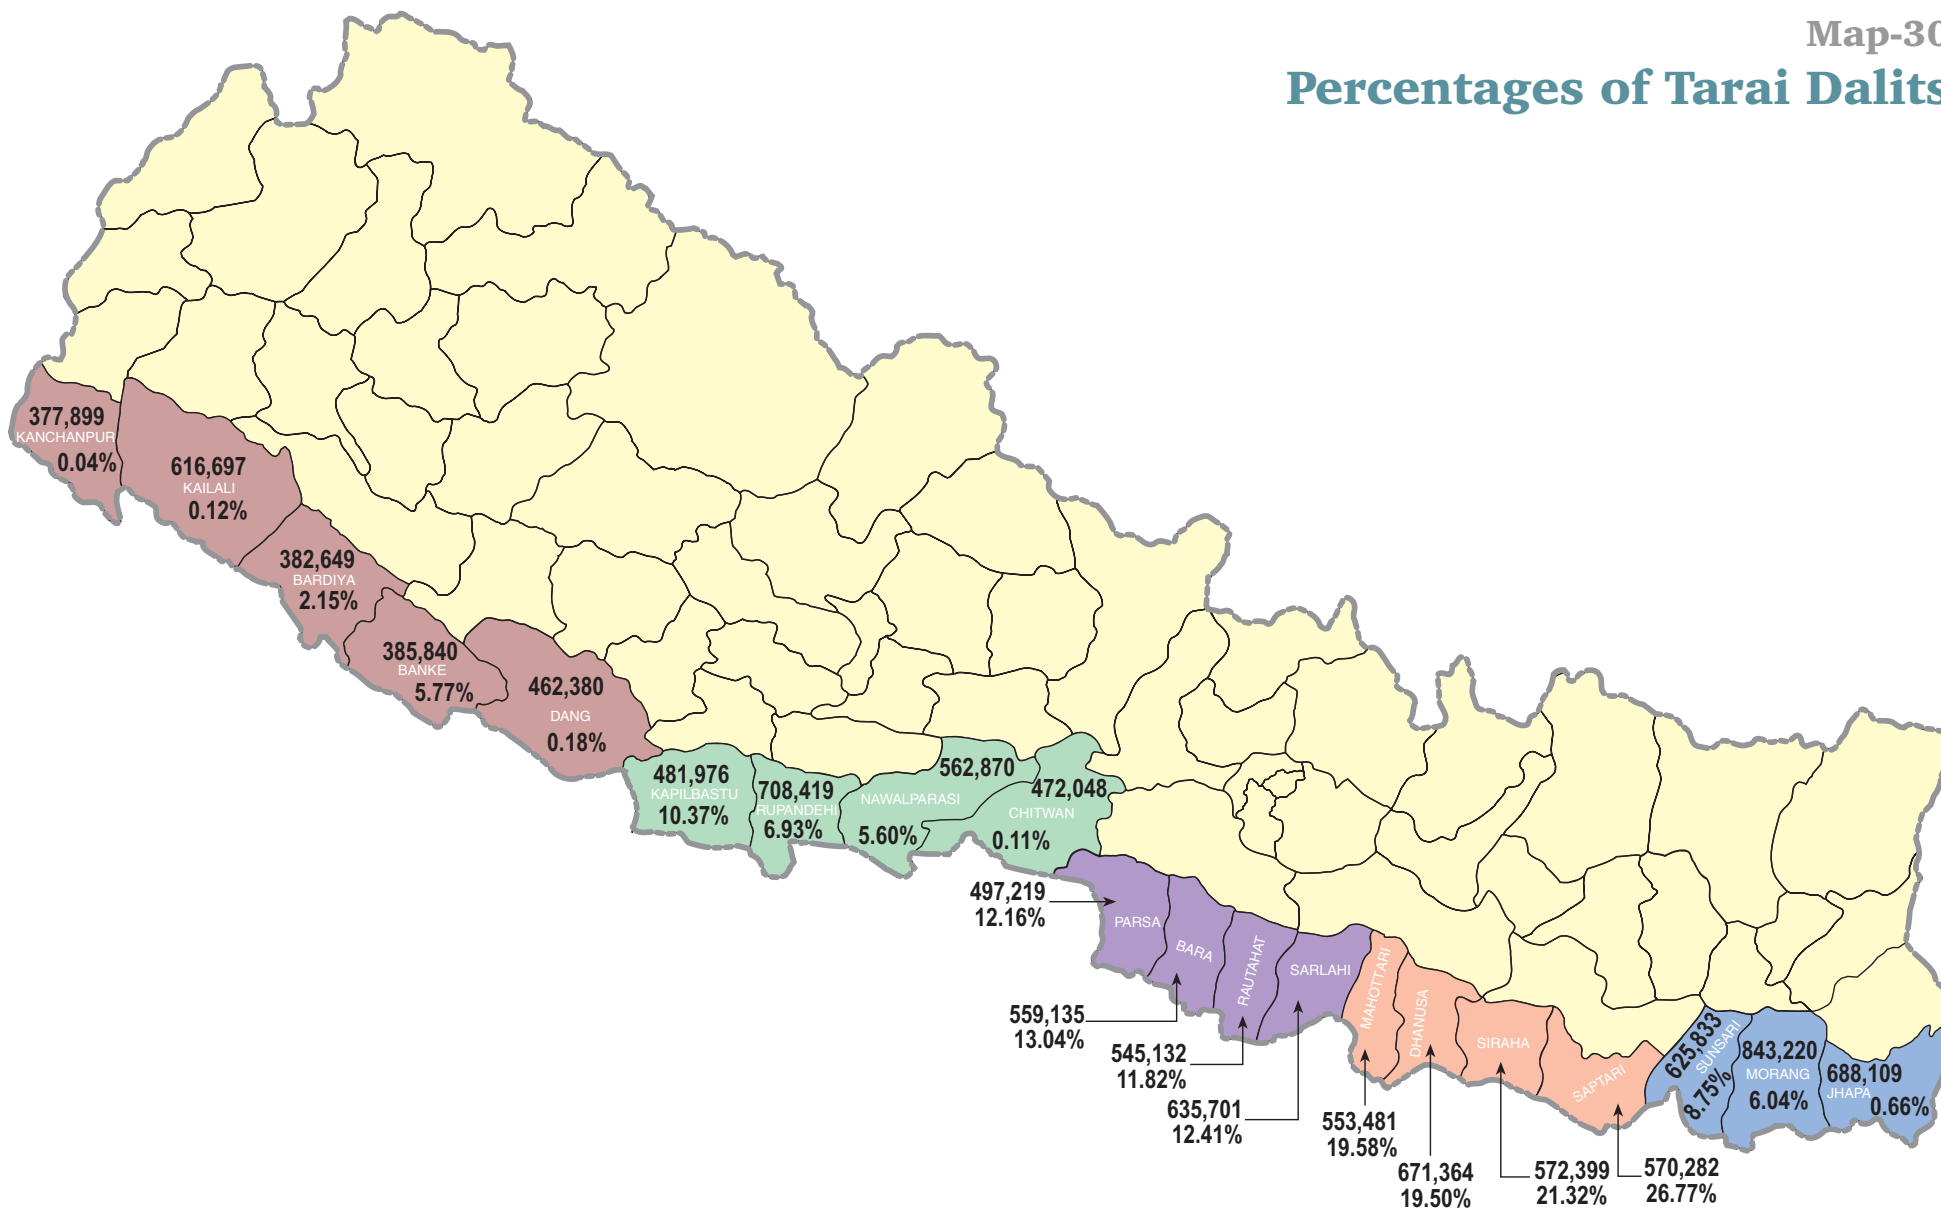 Map-30
Percentages of Tarai Dalits
377,899
KANCHANPUR
0.04%
616,697
KAILALI
0.12%
382,649
BARDIYA
2.15%
385,840
BANKE
5.77%
462,380
DANG
0.18%
481,976
KAPILBASTU
10.37%
708,419
RUPANDEHI
6.93%
562,870
NAWALPARASI
5.60%
472,048
CHITWAN
0.11%
497,219
12.16%
PARSA
BARA
559,135
13.04%
RAUTAHAT
545,132
11.82%
SARLAHI
635,701
12.41%
MAHOTTARI
553,481
19.58%
DHANUSA
671,364
19.50%
SIRAHA
572,399
21.32%
SAPTARI
570,282
26.77%
625,833
SUNSARI
8.75%
843,220
MORANG
6.04%
688,109
JHAPA
0.66%